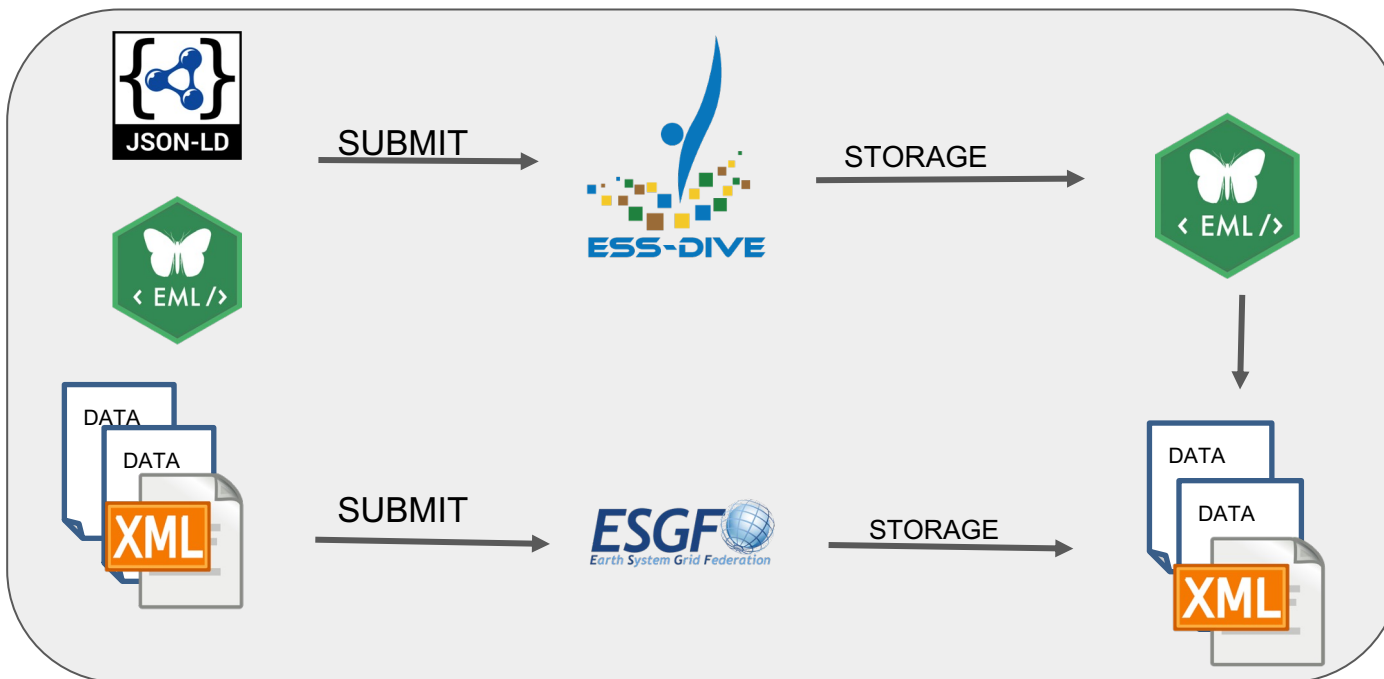 { }
JSON-LD
SUBMIT
ESS-DIVE
STORAGE
< EML />
< EML />
DATA
DATA
XML
SUBMIT
ESGF
Earth System Grid Federation
STORAGE
DATA
DATA
XML